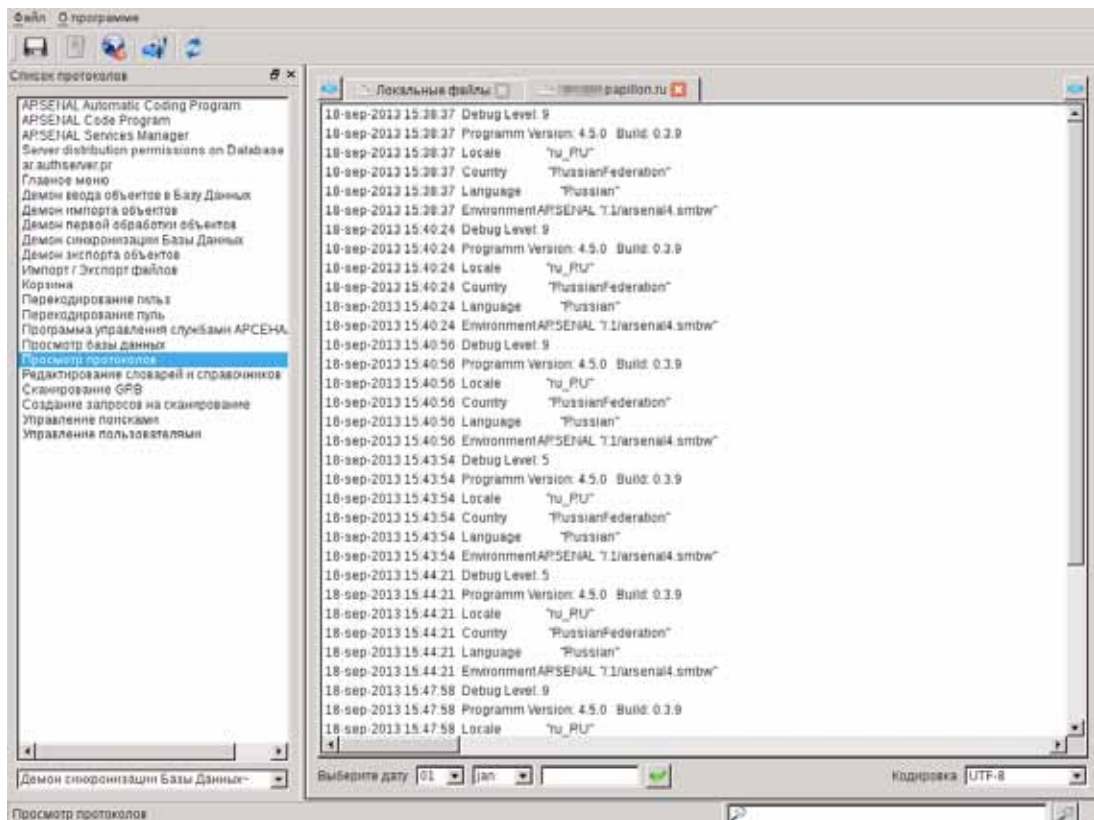 Файл О программе
Список протоколов
ARSENAL Automatic Coding Program
ARSENAL Code Program
ARSENAL Services Manager
Server distribution permissions on Database
ar.authserver.pr
Главное меню
Демон ввода объектов в Базу Данных
Демон импорта объектов
Демон первой обработки объектов
Демон синхронизации Базы Данных
Демон экспорта объектов
Импорт / Экспорт файлов
Корзина
Перекодирование гильз
Перекодирование пуль
Программа управления службами АРСЕНА
Просмотр базы данных
Просмотр протоколов
Редактирование словарей и справочников
Сканирование GRB
Создание запросов на сканирование
Управление поисками
Управление пользователями
Демон синхронизации Базы Данных-
Локальные файлы papillon.ru
18-sep-2013 15:38:37 Debug Level: 9
18-sep-2013 15:38:37 Programm Version: 4.5.0 Build: 0.3.9
18-sep-2013 15:38:37 Locale "ru_RU"
18-sep-2013 15:38:37 Country "RussianFederation"
18-sep-2013 15:38:37 Language "Russian"
18-sep-2013 15:38:37 Environment ARSENAL "/:1/arsenal4.smbw"
18-sep-2013 15:40:24 Debug Level: 9
18-sep-2013 15:40:24 Programm Version: 4.5.0 Build: 0.3.9
18-sep-2013 15:40:24 Locale "ru_RU"
18-sep-2013 15:40:24 Country "RussianFederation"
18-sep-2013 15:40:24 Language "Russian"
18-sep-2013 15:40:24 Environment ARSENAL "/:1/arsenal4.smbw"
18-sep-2013 15:40:56 Debug Level: 9
18-sep-2013 15:40:56 Programm Version: 4.5.0 Build: 0.3.9
18-sep-2013 15:40:56 Locale "ru_RU"
18-sep-2013 15:40:56 Country "RussianFederation"
18-sep-2013 15:40:56 Language "Russian"
18-sep-2013 15:40:56 Environment ARSENAL "/:1/arsenal4.smbw"
18-sep-2013 15:43:54 Debug Level: 5
18-sep-2013 15:43:54 Programm Version: 4.5.0 Build: 0.3.9
18-sep-2013 15:43:54 Locale "ru_RU"
18-sep-2013 15:43:54 Country "RussianFederation"
18-sep-2013 15:43:54 Language "Russian"
18-sep-2013 15:43:54 Environment ARSENAL "/:1/arsenal4.smbw"
18-sep-2013 15:44:21 Debug Level: 5
18-sep-2013 15:44:21 Programm Version: 4.5.0 Build: 0.3.9
18-sep-2013 15:44:21 Locale "ru_RU"
18-sep-2013 15:44:21 Country "RussianFederation"
18-sep-2013 15:44:21 Language "Russian"
18-sep-2013 15:44:21 Environment ARSENAL "/:1/arsenal4.smbw"
18-sep-2013 15:47:58 Debug Level: 9
18-sep-2013 15:47:58 Programm Version: 4.5.0 Build: 0.3.9
18-sep-2013 15:47:58 Locale "ru_RU"
Выберите дату 01 jan Кодировка UTF-8
Просмотр протоколов